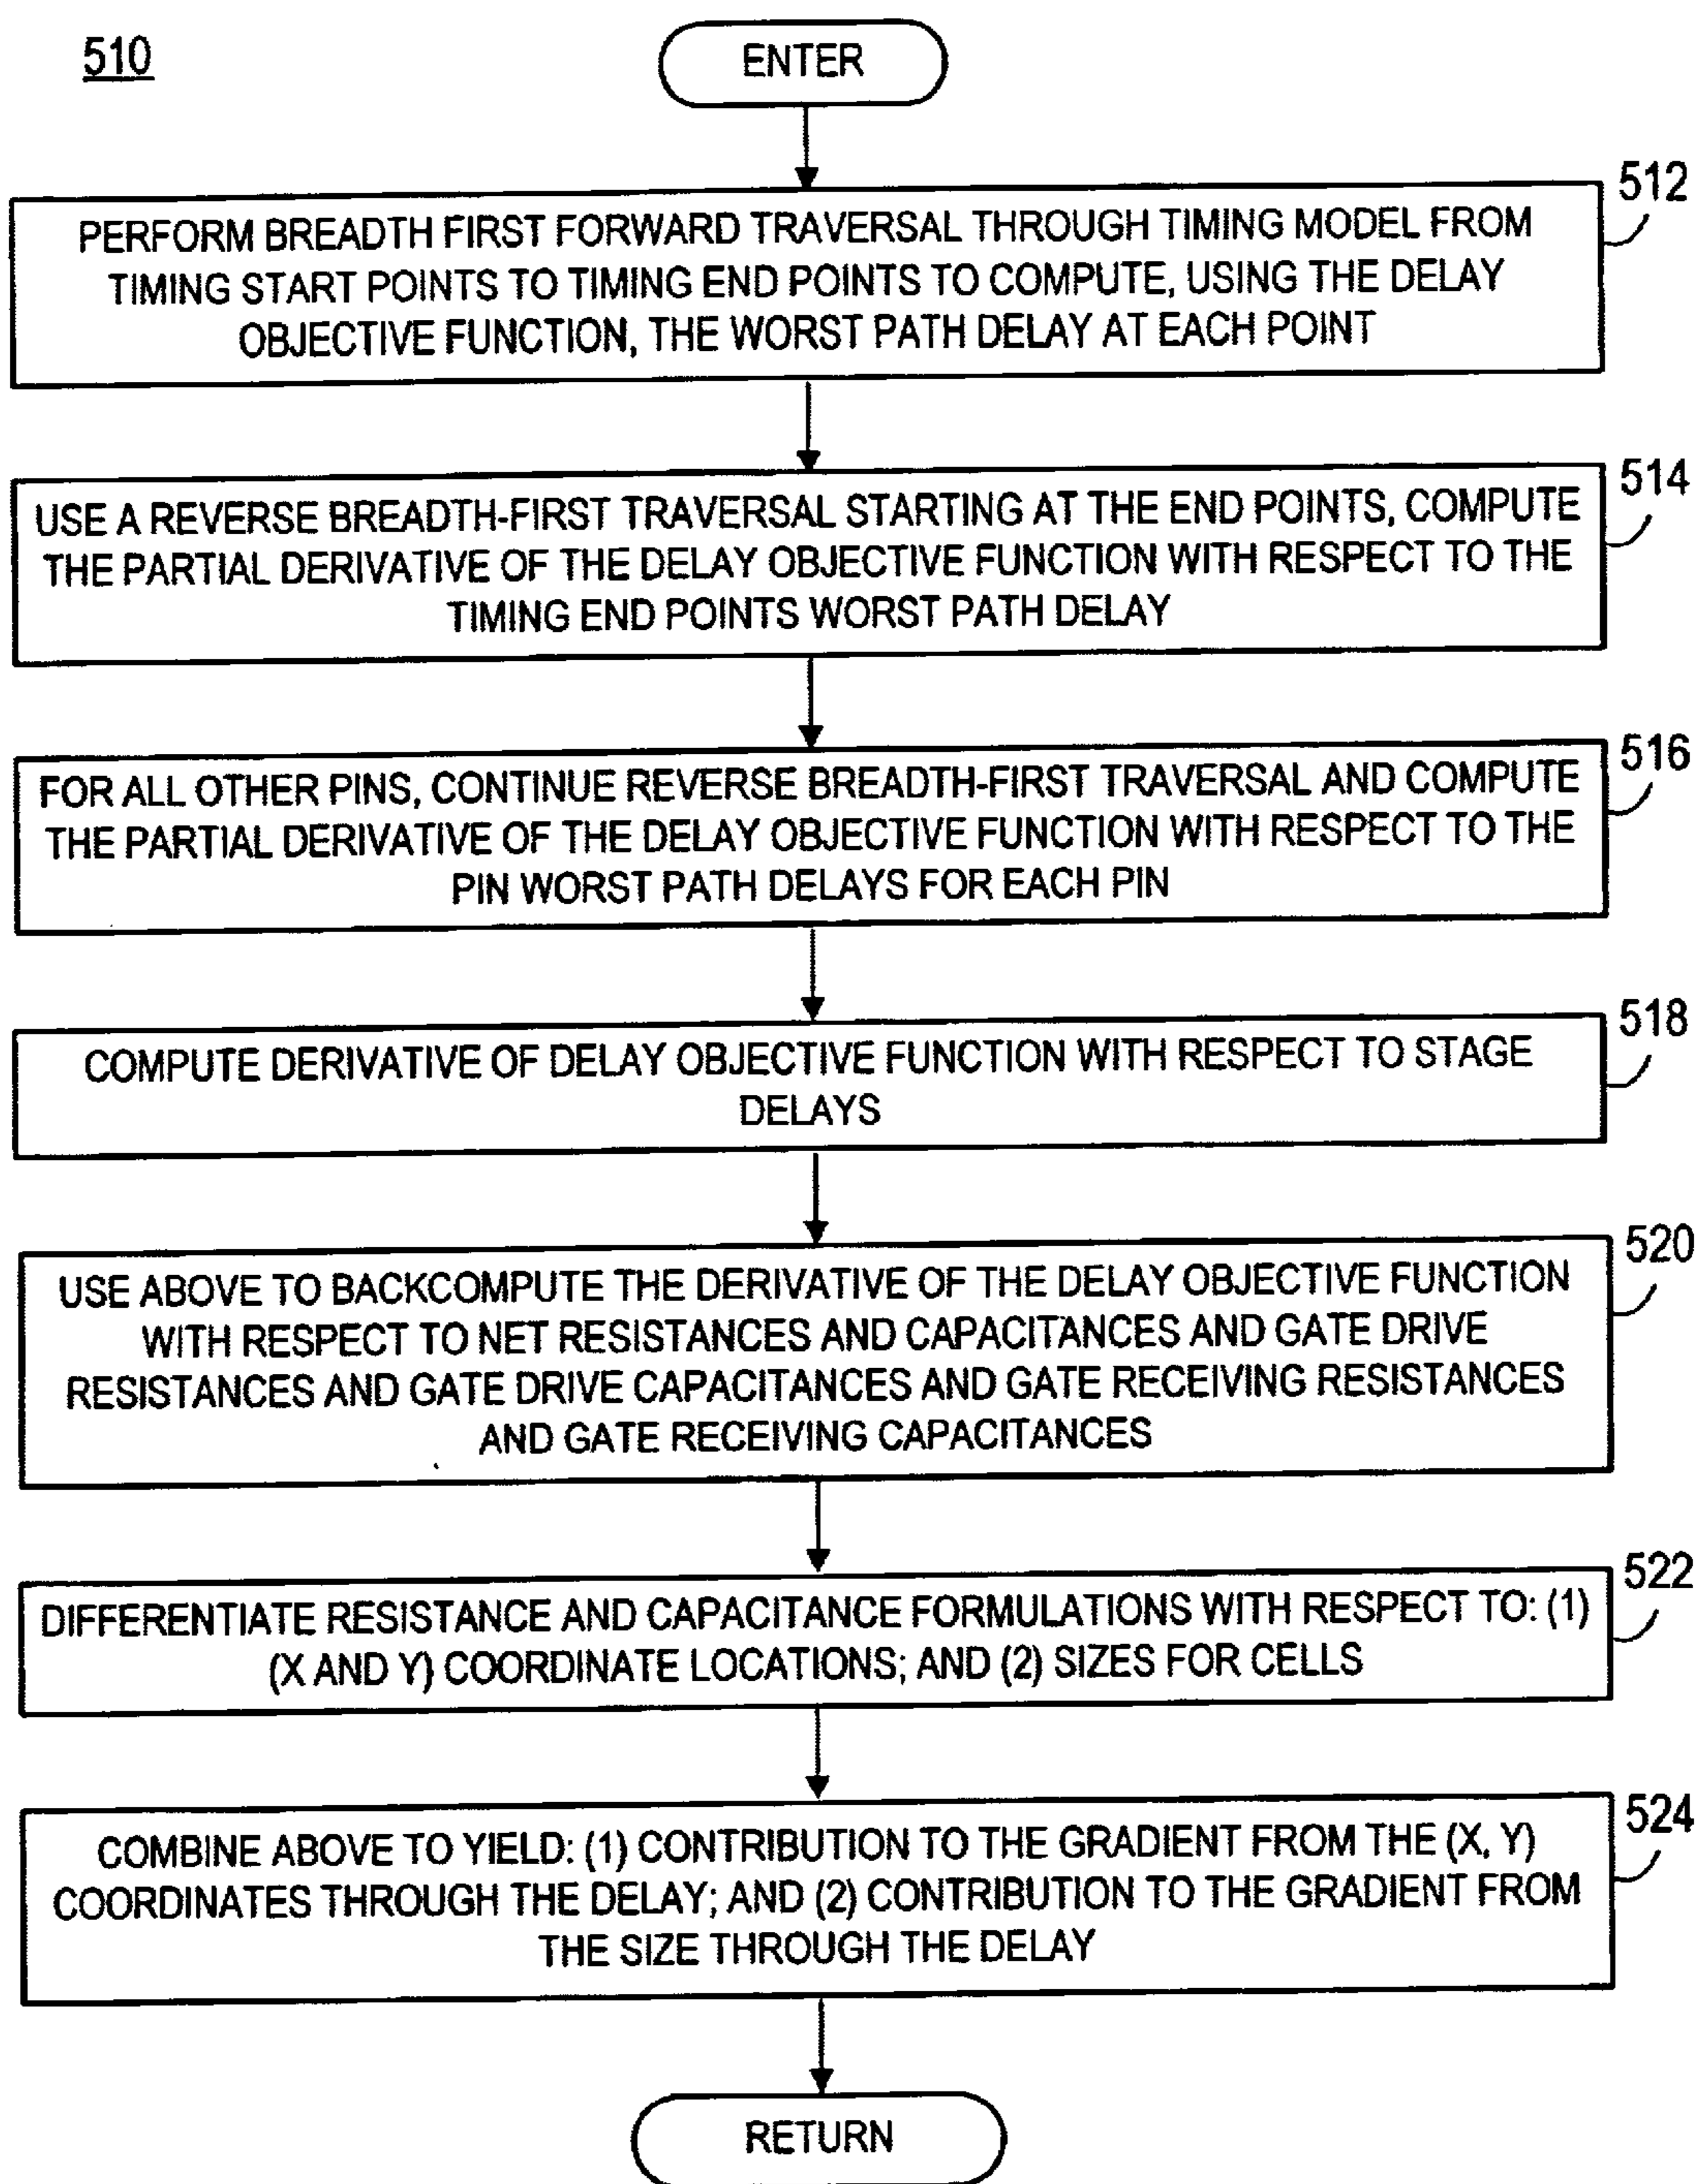 510
ENTER
512
PERFORM BREADTH FIRST FORWARD TRAVERSAL THROUGH TIMING MODEL FROM
TIMING START POINTS TO TIMING END POINTS TO COMPUTE, USING THE DELAY
OBJECTIVE FUNCTION, THE WORST PATH DELAY AT EACH POINT
514
USE A REVERSE BREADTH-FIRST TRAVERSAL STARTING AT THE END POINTS, COMPUTE
THE PARTIAL DERIVATIVE OF THE DELAY OBJECTIVE FUNCTION WITH RESPECT TO THE
TIMING END POINTS WORST PATH DELAY
516
FOR ALL OTHER PINS, CONTINUE REVERSE BREADTH-FIRST TRAVERSAL AND COMPUTE
THE PARTIAL DERIVATIVE OF THE DELAY OBJECTIVE FUNCTION WITH RESPECT TO THE
PIN WORST PATH DELAYS FOR EACH PIN
518
COMPUTE DERIVATIVE OF DELAY OBJECTIVE FUNCTION WITH RESPECT TO STAGE
DELAYS
520
USE ABOVE TO BACKCOMPUTE THE DERIVATIVE OF THE DELAY OBJECTIVE FUNCTION
WITH RESPECT TO NET RESISTANCES AND CAPACITANCES AND GATE DRIVE
RESISTANCES AND GATE DRIVE CAPACITANCES AND GATE RECEIVING RESISTANCES
AND GATE RECEIVING CAPACITANCES
522
DIFFERENTIATE RESISTANCE AND CAPACITANCE FORMULATIONS WITH RESPECT TO: (1)
(X AND Y) COORDINATE LOCATIONS; AND (2) SIZES FOR CELLS
524
COMBINE ABOVE TO YIELD: (1) CONTRIBUTION TO THE GRADIENT FROM THE (X, Y)
COORDINATES THROUGH THE DELAY; AND (2) CONTRIBUTION TO THE GRADIENT FROM
THE SIZE THROUGH THE DELAY
RETURN